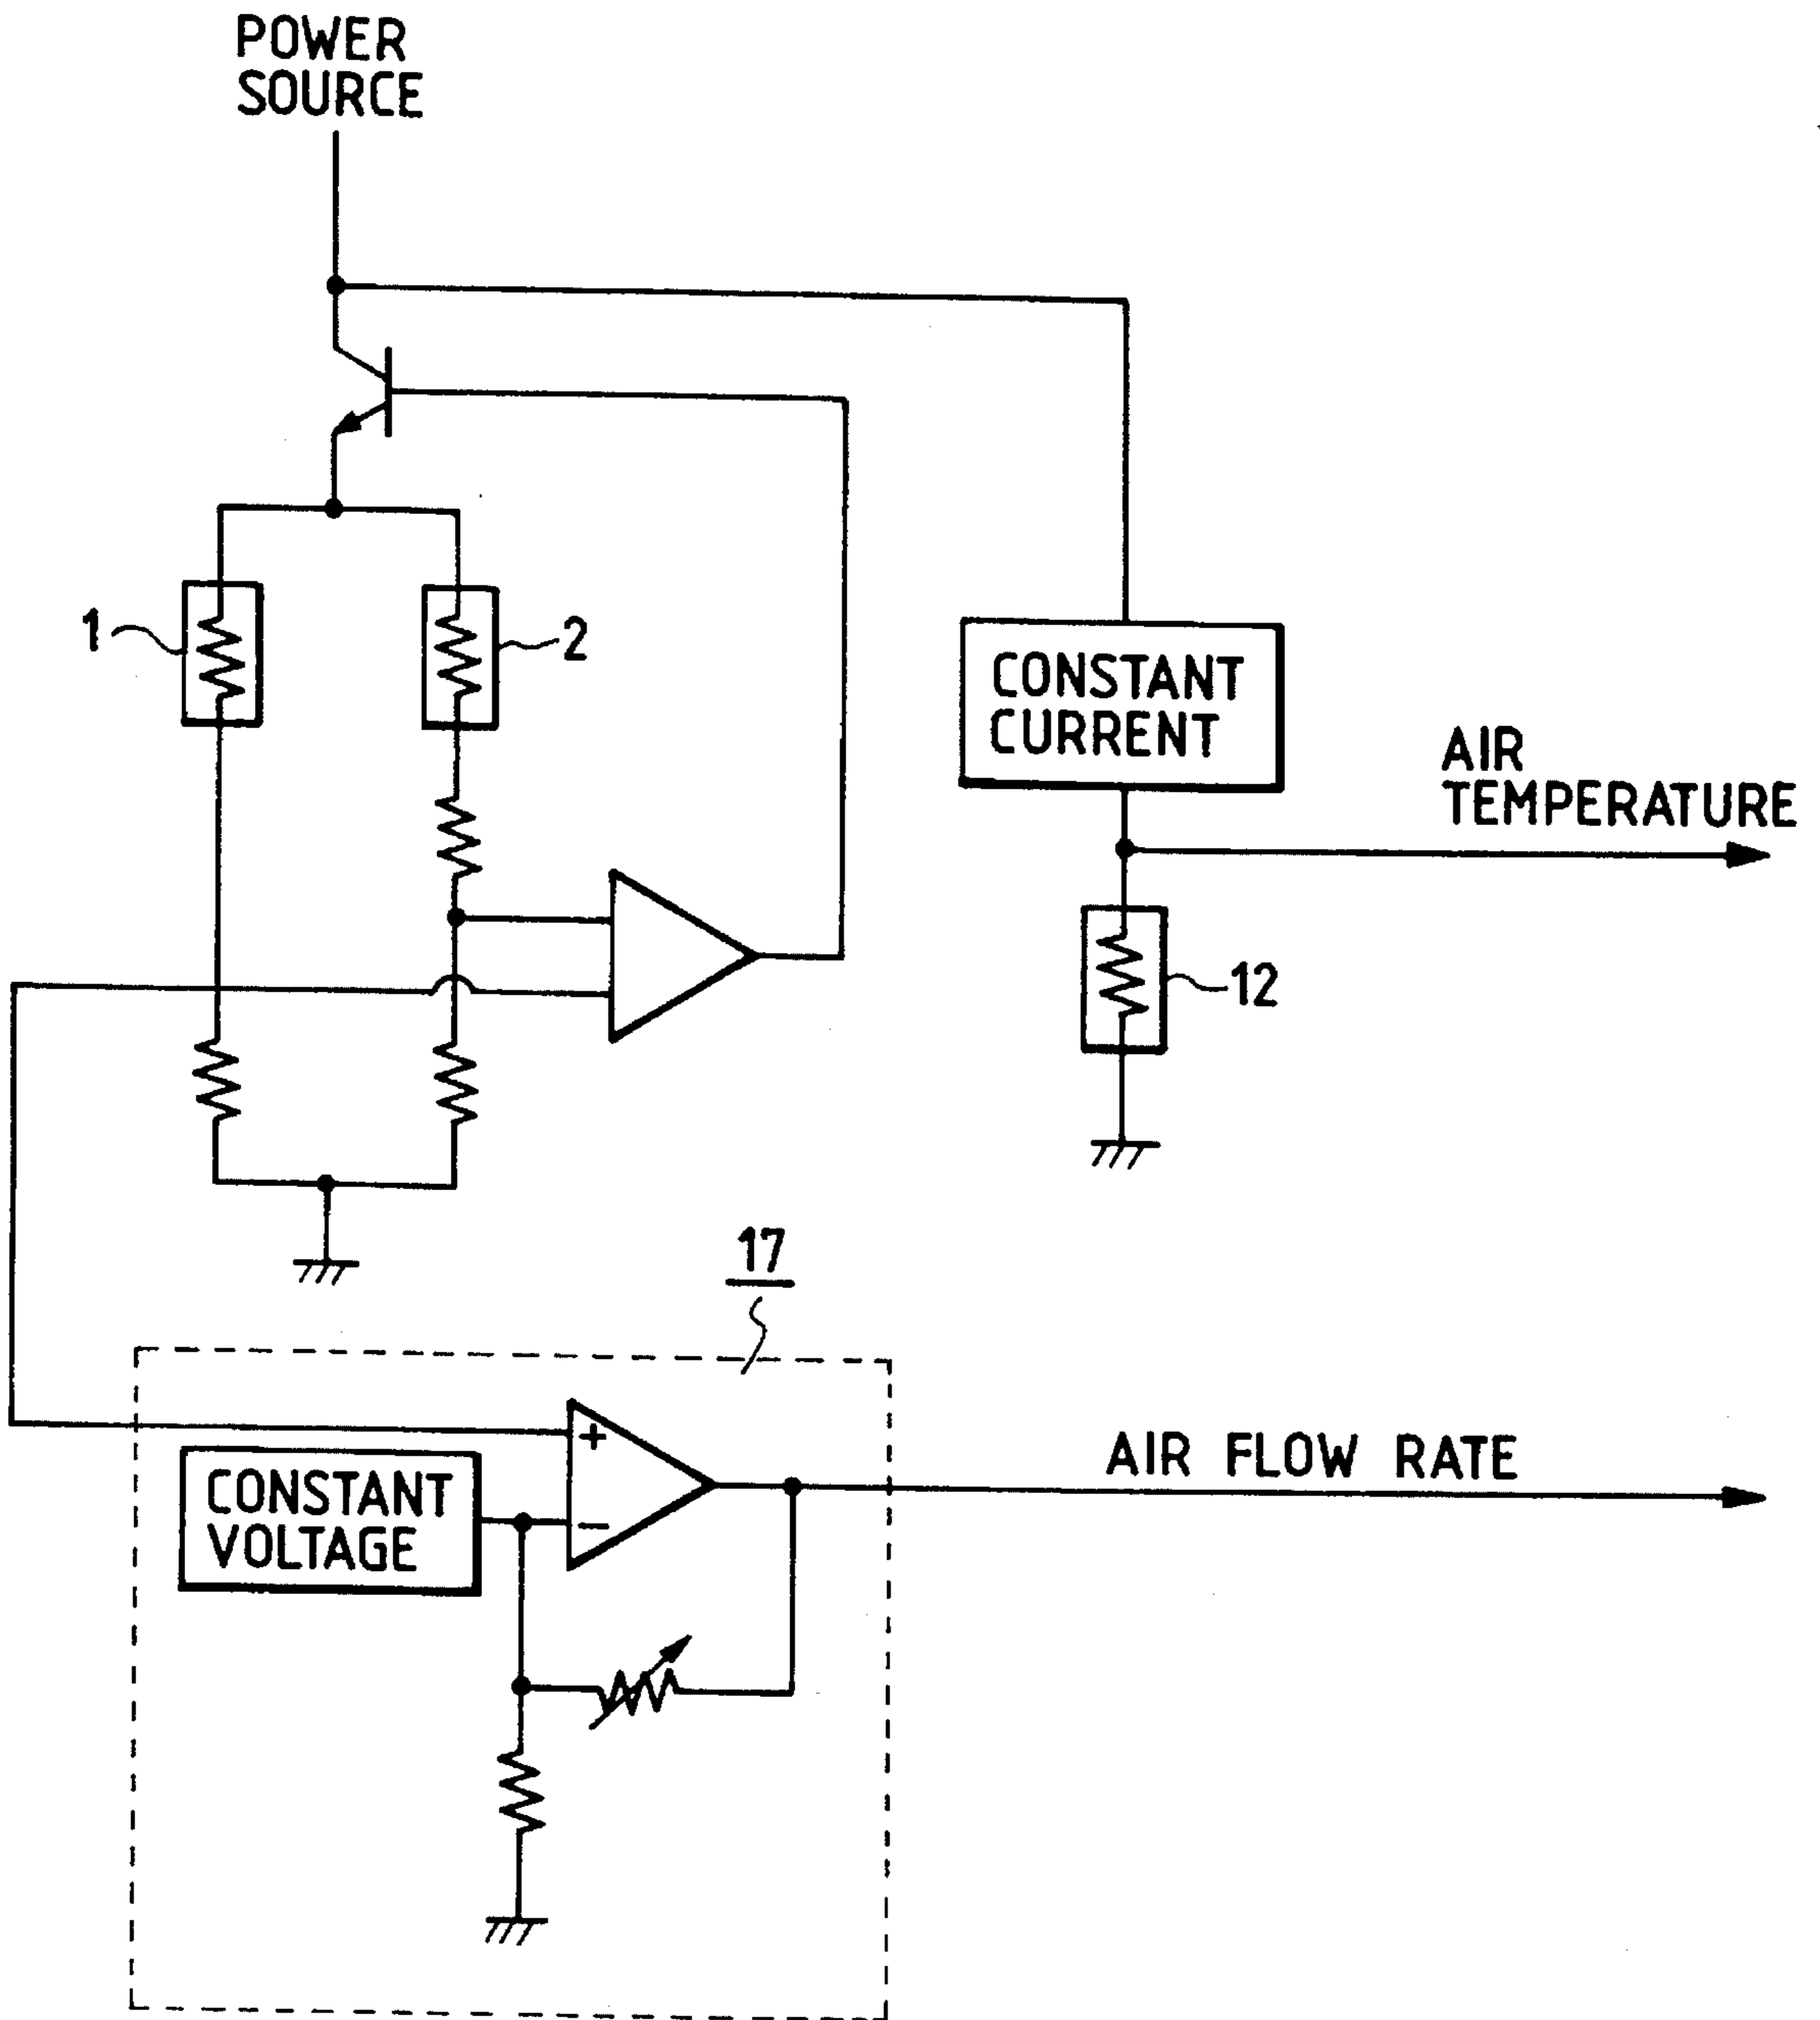 POWER
SOURCE
1
2
CONSTANT
CURRENT
AIR
TEMPERATURE
12
17
+
CONSTANT
VOLTAGE
−
AIR FLOW RATE